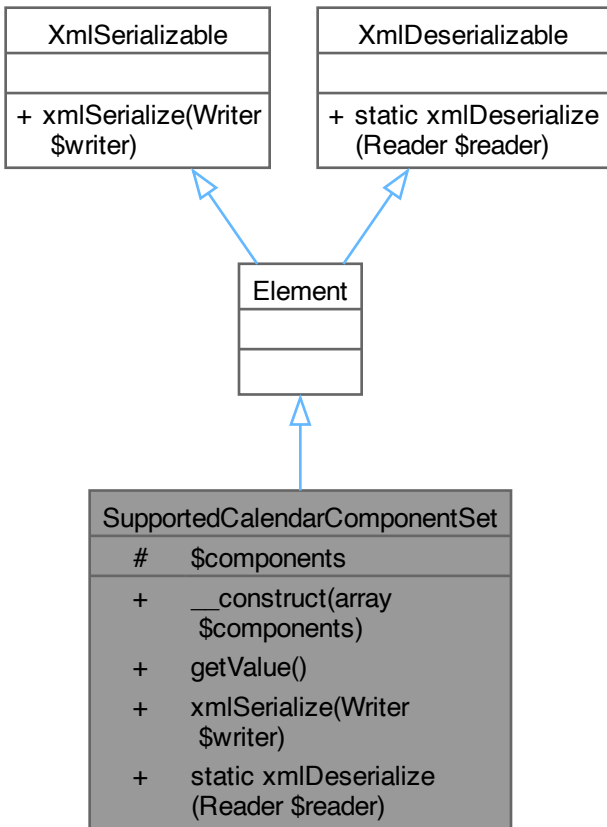 XmlSerializable
+ xmlSerialize(Writer
$writer)
XmlDeserializable
+ static xmlDeserialize
(Reader $reader)
Element
SupportedCalendarComponentSet
# $components
+ __construct(array
$components)
+ getValue()
+ xmlSerialize(Writer
$writer)
+ static xmlDeserialize
(Reader $reader)